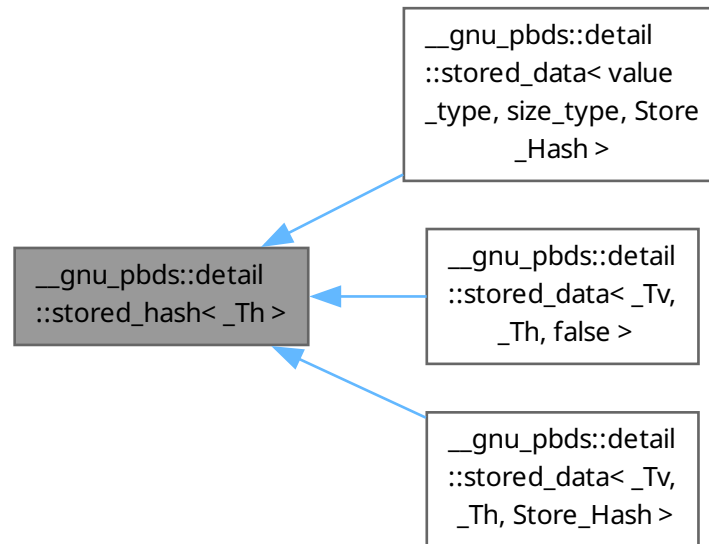 __gnu_pbds::detail
::stored_data< value
_type, size_type, Store
_Hash >
__gnu_pbds::detail
::stored_hash< _Th >
__gnu_pbds::detail
::stored_data< _Tv,
_Th, false >
__gnu_pbds::detail
::stored_data< _Tv,
_Th, Store_Hash >